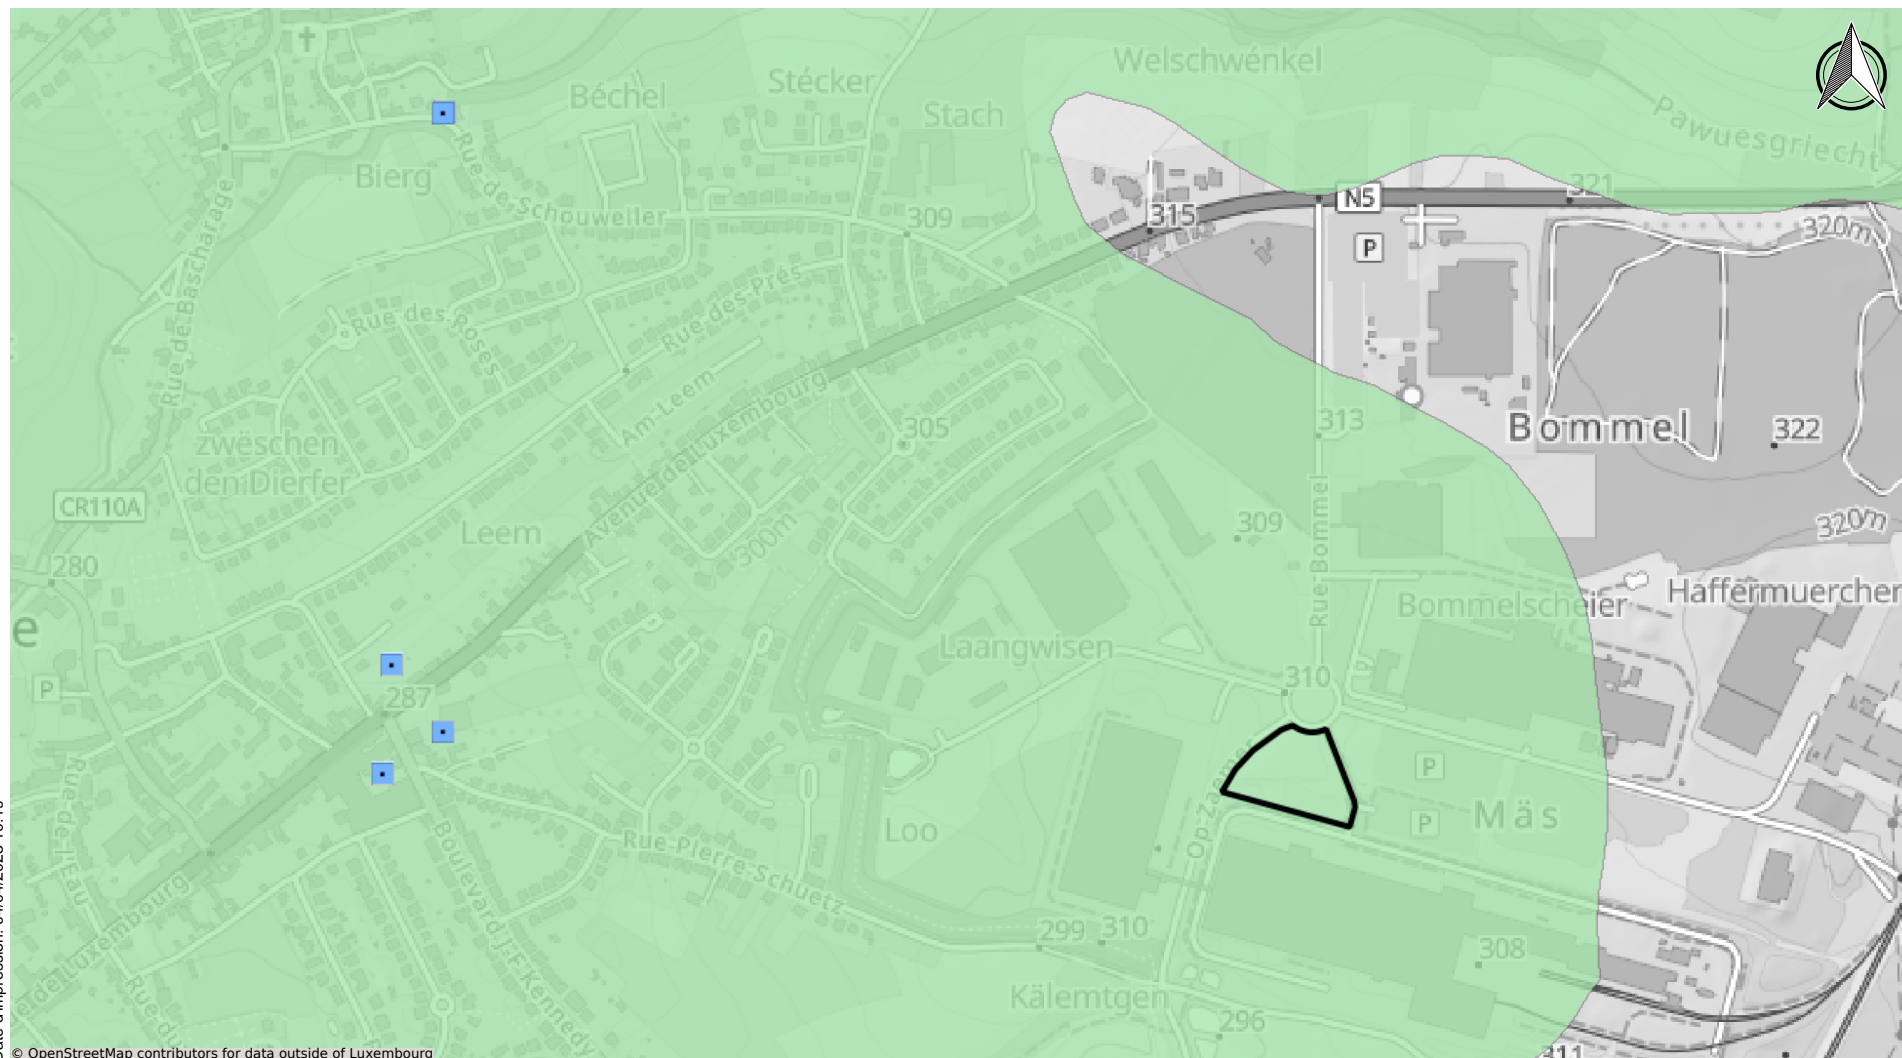 Welschwénkel
Stécker
Béchel
Stach
Pawuesgriecht
Bierg
Rue de Schouweiler
321
N5
315
309
P
320m
Rue de Bascharage
Rue des Prés
Rue des Roses
Am Leem
Avenue de Luxembourg
305
313
Bommel
322
zwëschen
den Dierfer
CR110A
Leem
300m
309
Rue Bommel
320m
280
Haffermuercher
Bommelscheier
e
Laangwisen
310
P
287
P
Mäs
P
Loo
Rue de l'Eau
Rue Pierre Schuetz
Boulevard J.-F. Kennedy
299
310
308
Kälemtgen
296
311
© OpenStreetMap contributors for data outside of Luxembourg